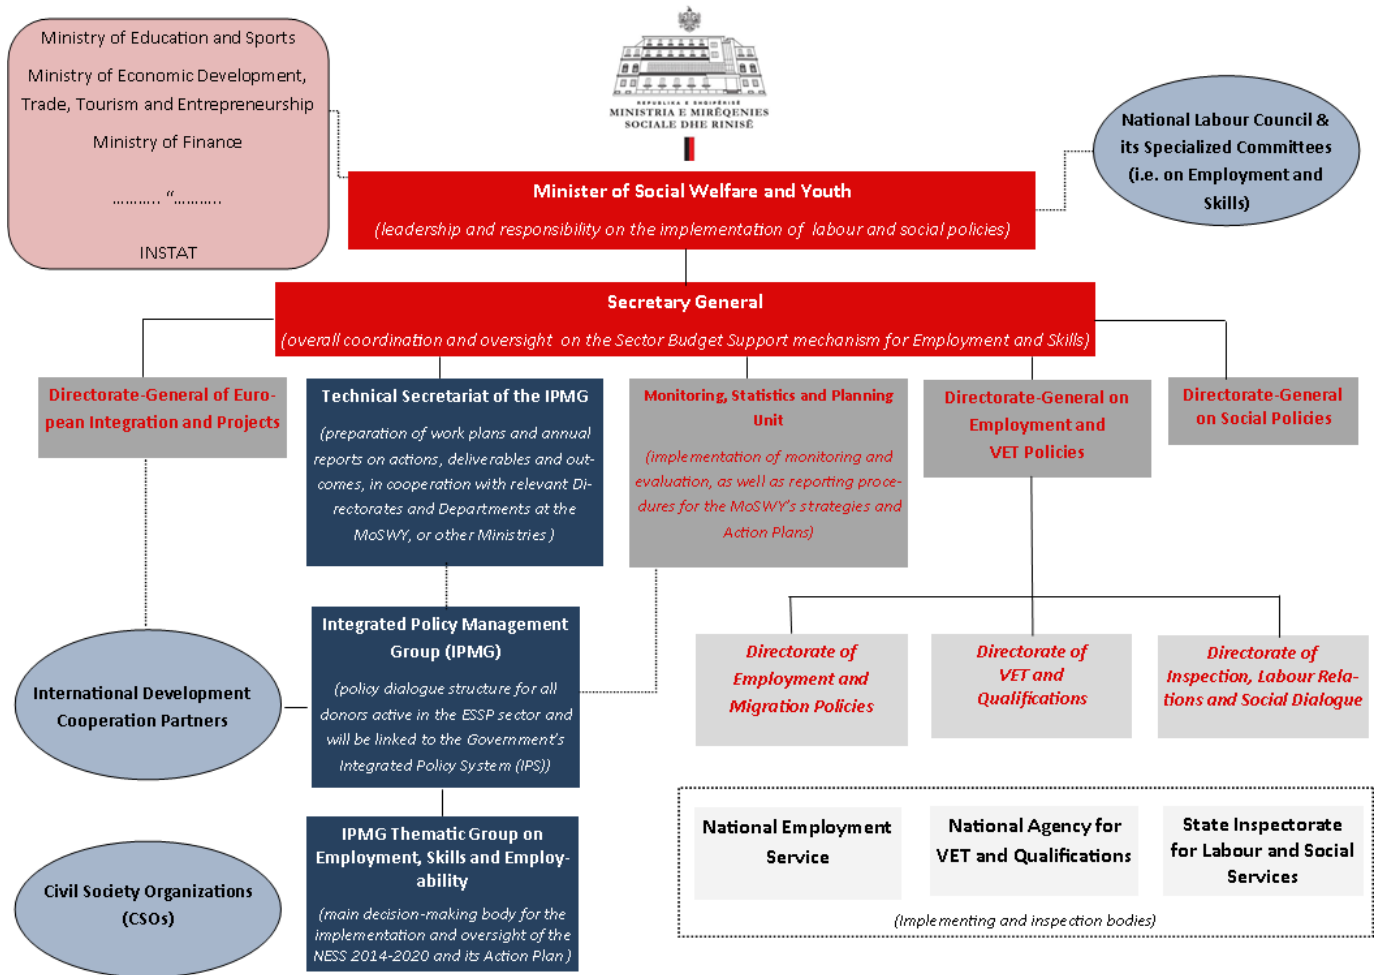 Ministry of Education and Sports
Ministry of Economic Development,
Trade, Tourism and Entrepreneurship
Ministry of Finance
……….. “………..
INSTAT
REPUBLIKA E SHQIPËRISË
MINISTRIA E MIRËQENIES
SOCIALE DHE RINISË
National Labour Council &
its Specialized Committees
(i.e. on Employment and
Skills)
Minister of Social Welfare and Youth
(leadership and responsibility on the implementation of labour and social policies)
Secretary General
(overall coordination and oversight on the Sector Budget Support mechanism for Employment and Skills)
Directorate-General of Euro-
pean Integration and Projects
Technical Secretariat of the IPMG
(preparation of work plans and annual
reports on actions, deliverables and out-
comes, in cooperation with relevant Di-
rectorates and Departments at the
MoSWY, or other Ministries )
Monitoring, Statistics and Planning
Unit
(implementation of monitoring and
evaluation, as well as reporting proce-
dures for the MoSWY’s strategies and
Action Plans)
Directorate-General on
Employment and
VET Policies
Directorate-General
on Social Policies
International Development
Cooperation Partners
Integrated Policy Management
Group (IPMG)
(policy dialogue structure for all
donors active in the ESSP sector and
will be linked to the Government’s
Integrated Policy System (IPS))
Directorate of
Employment and
Migration Policies
Directorate of
VET and
Qualifications
Directorate of
Inspection, Labour Rela-
tions and Social Dialogue
Civil Society Organizations
(CSOs)
IPMG Thematic Group on
Employment, Skills and Employ-
ability
(main decision-making body for the
implementation and oversight of the
NESS 2014-2020 and its Action Plan )
National Employment
Service
National Agency for
VET and Qualifications
State Inspectorate
for Labour and Social
Services
(Implementing and inspection bodies)